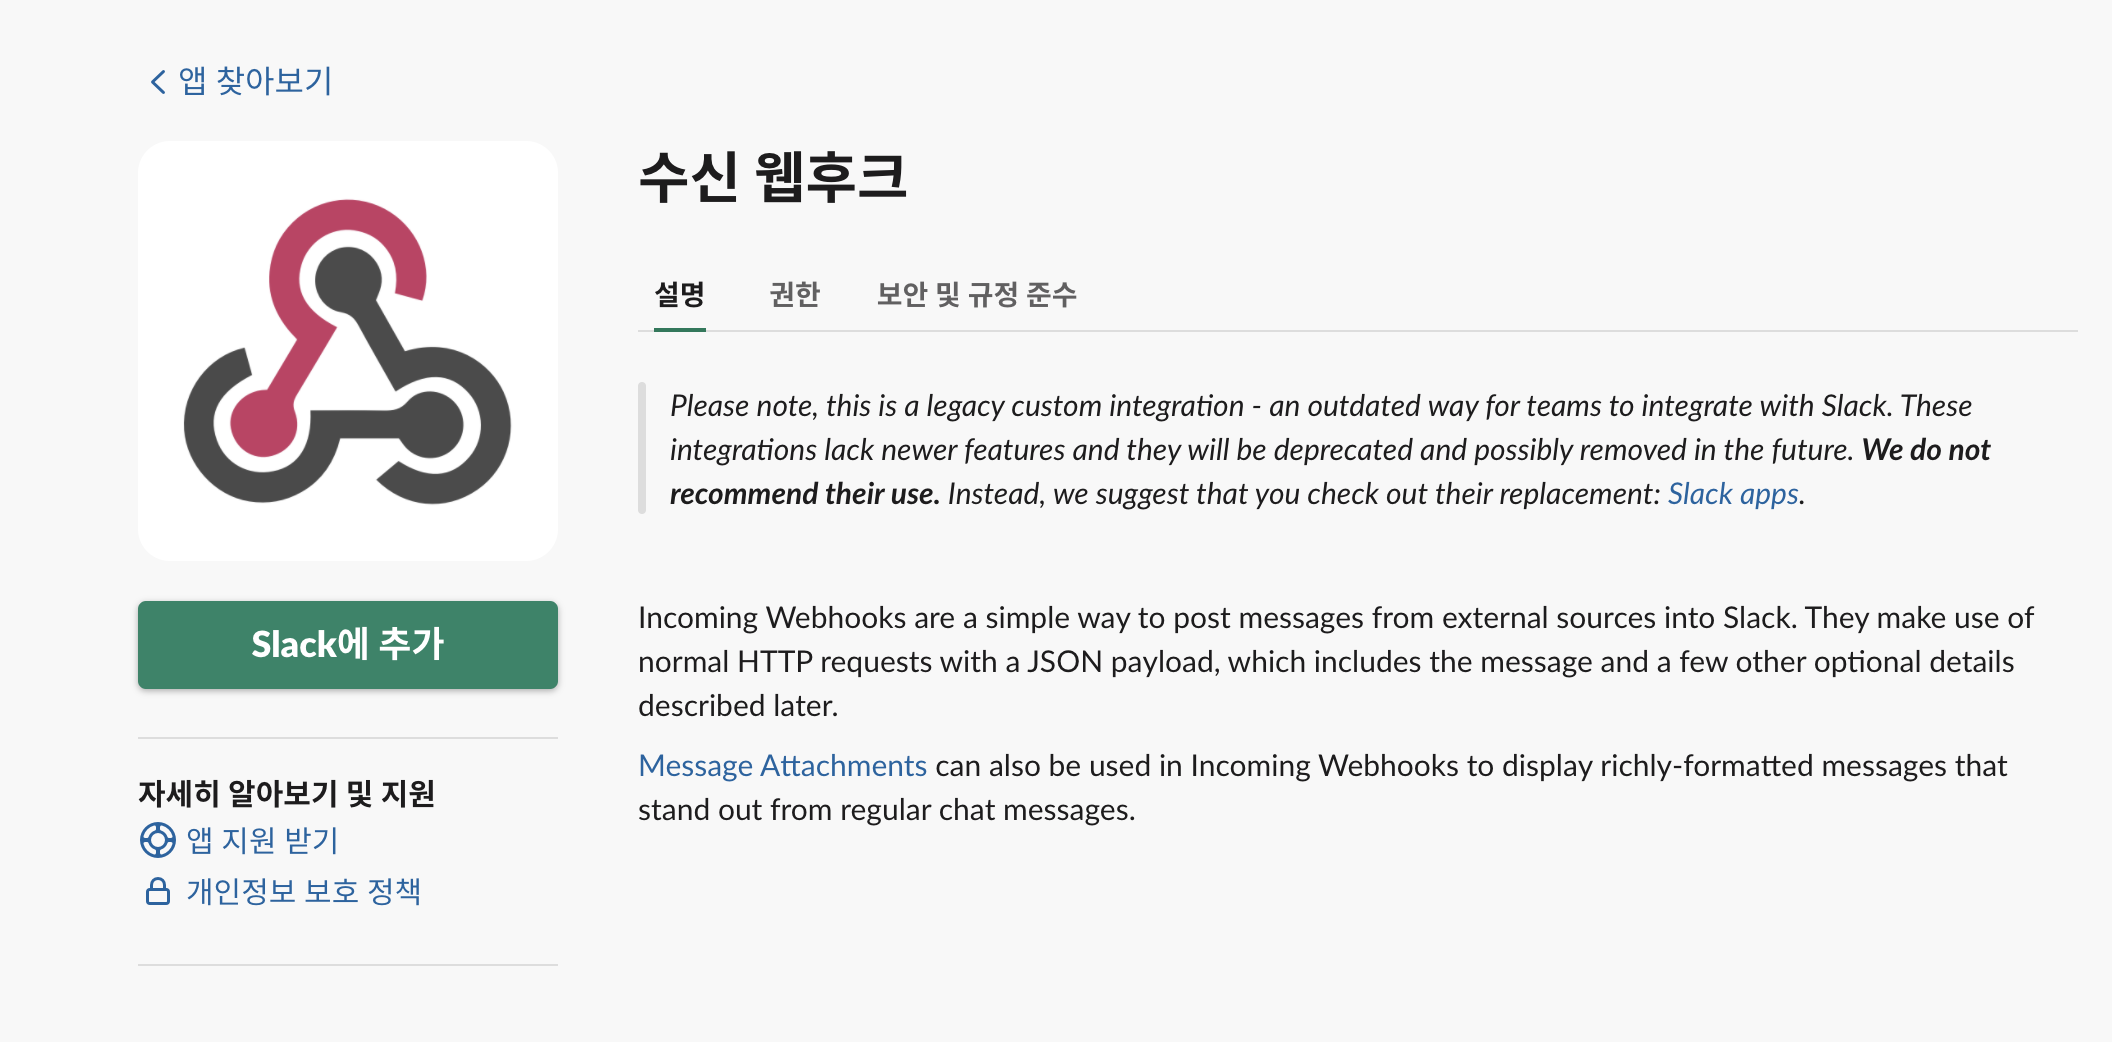 앱 찾아보기
수신 웹후크
설명 권한 보안 및 규정 준수
Please note, this is a legacy custom integration - an outdated way for teams to integrate with Slack. These
integrations lack newer features and they will be deprecated and possibly removed in the future. We do not
recommend their use. Instead, we suggest that you check out their replacement: Slack apps.
Slack에 추가
Incoming Webhooks are a simple way to post messages from external sources into Slack. They make use of
normal HTTP requests with a JSON payload, which includes the message and a few other optional details
described later.
Message Attachments can also be used in Incoming Webhooks to display richly-formatted messages that
stand out from regular chat messages.
자세히 알아보기 및 지원
앱 지원 받기
개인정보 보호 정책